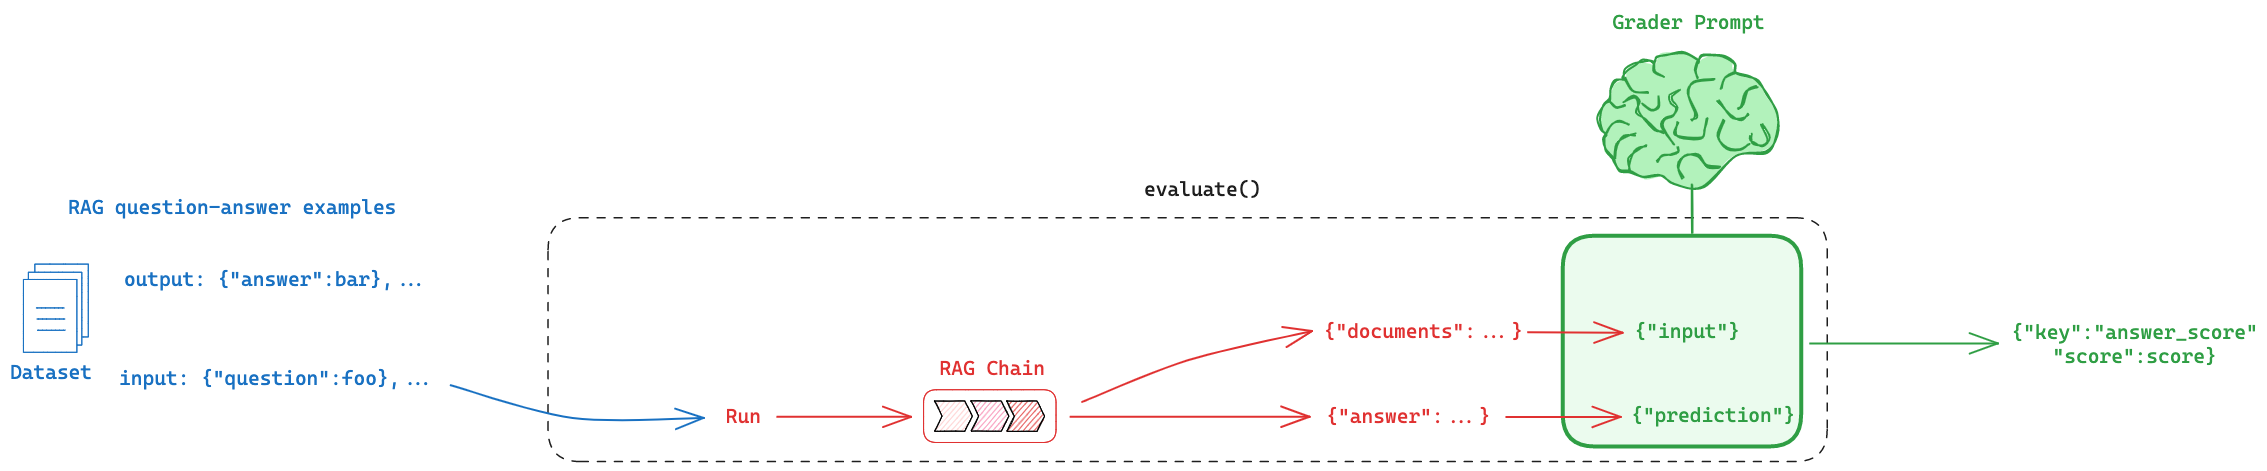 Grader Prompt
evaluate()
RAG question-answer examples
output: {"answer":bar}, ...
{"documents": ... }
{"input"}
{"key":"answer_score"
"score":score}
Dataset
input: {"question":foo}, ...
RAG Chain
Run
{"answer": ... }
{"prediction"}